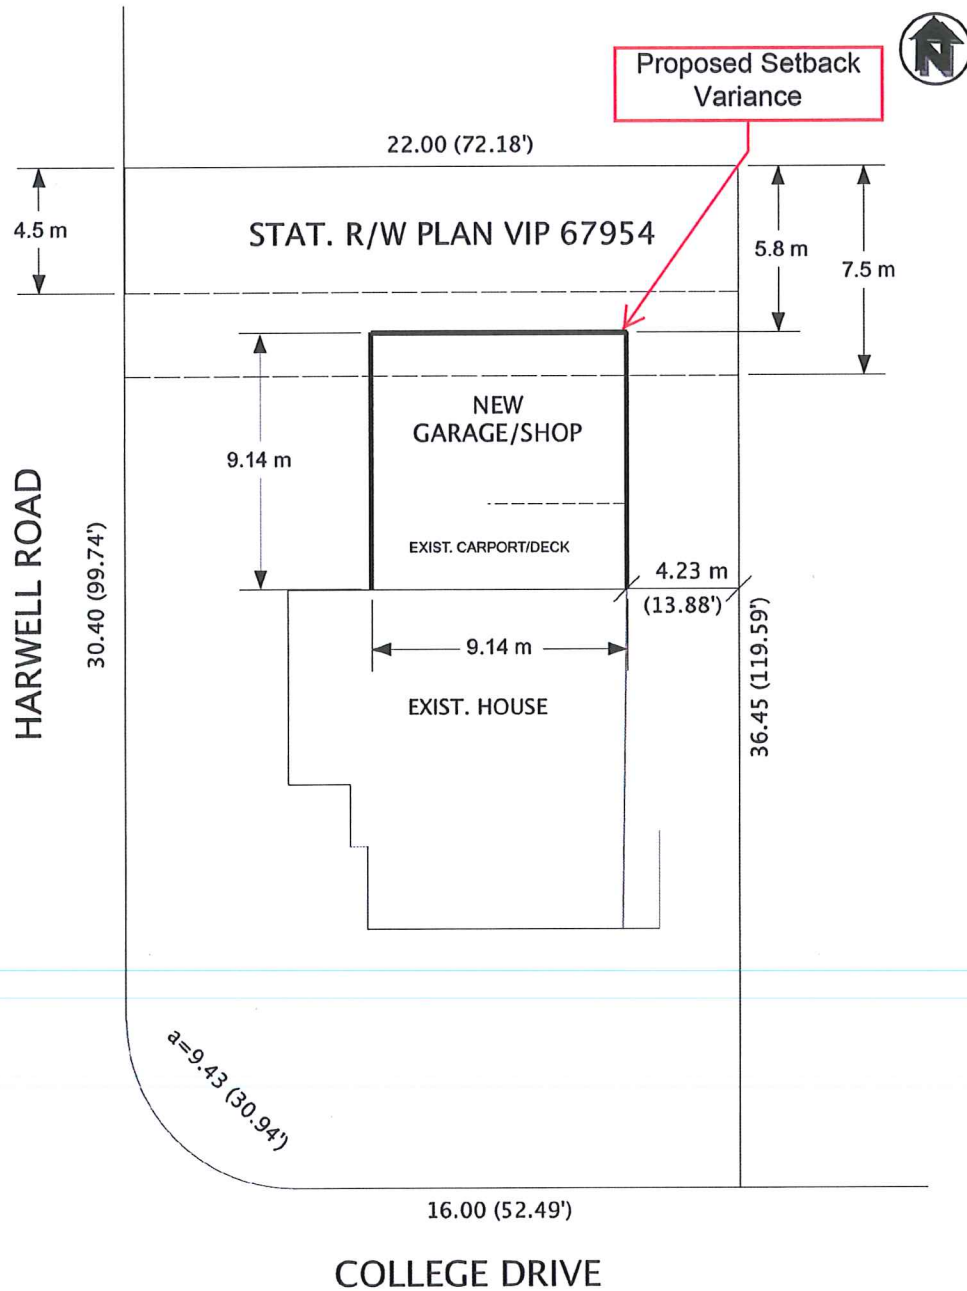 N
Proposed Setback
Variance
22.00 (72.18')
4.5 m
STAT. R/W PLAN VIP 67954
5.8 m
7.5 m
NEW
GARAGE/SHOP
9.14 m
EXIST. CARPORT/DECK
4.23 m
(13.88')
9.14 m
EXIST. HOUSE
HARWELL ROAD
30.40 (99.74')
36.45 (119.59')
a=9.43 (30.94')
16.00 (52.49')
COLLEGE DRIVE